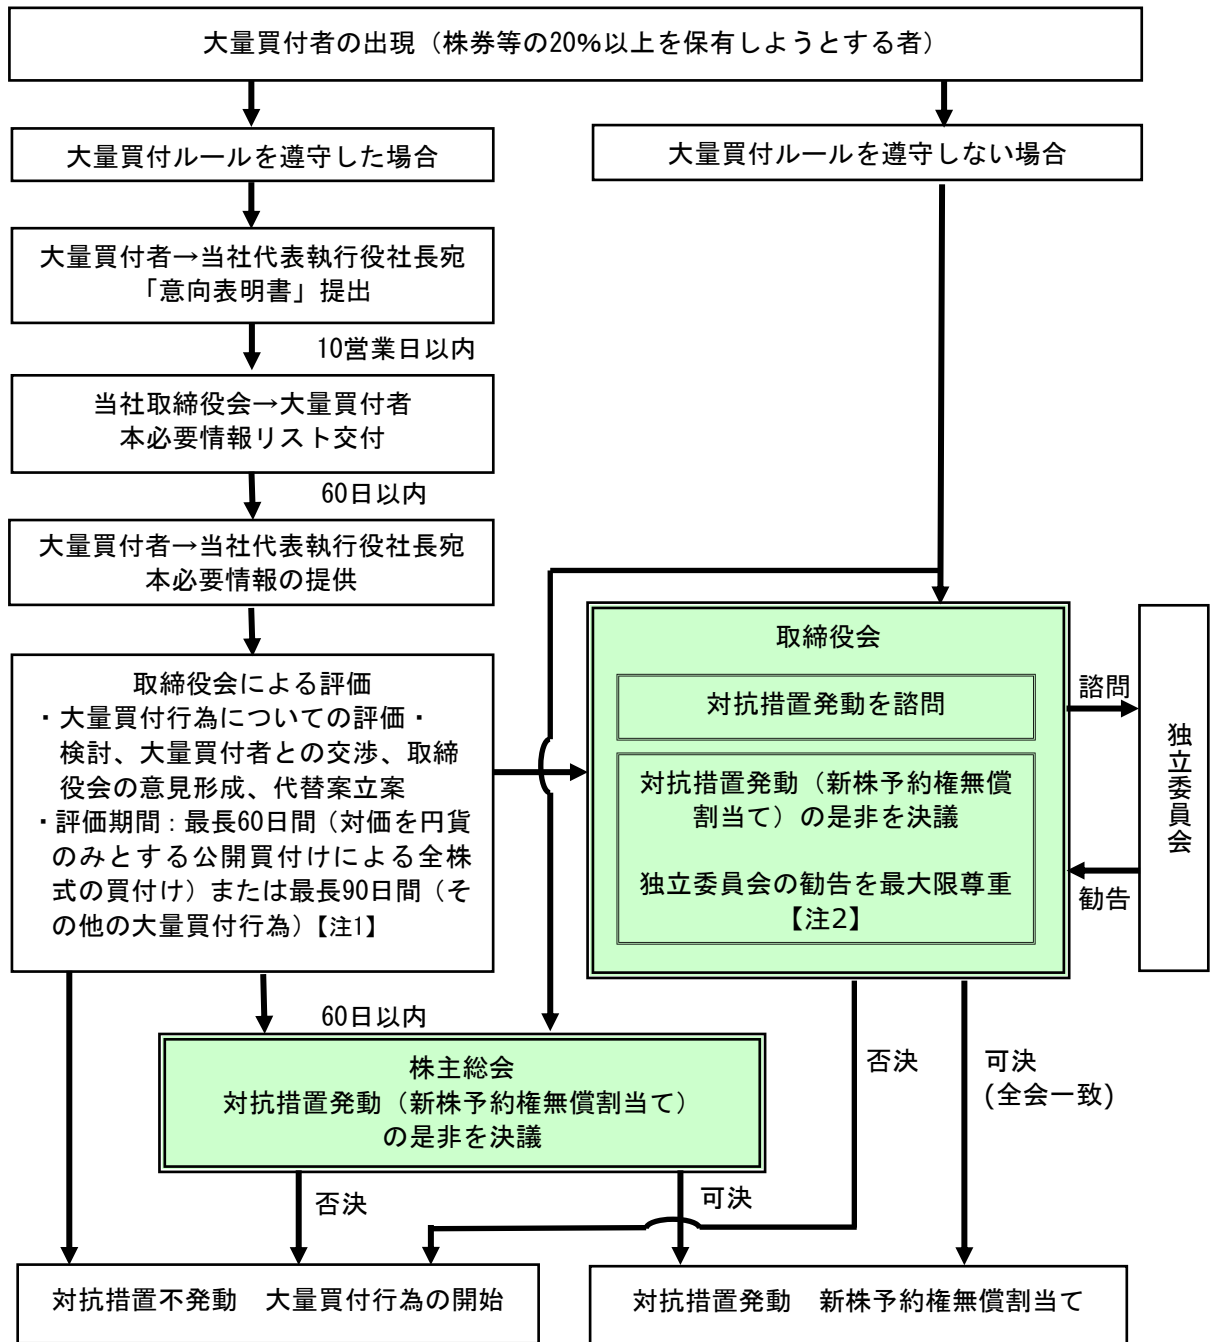 大量買付者の出現（株券等の20%以上を保有しようとする者）
大量買付ルールを遵守した場合
大量買付ルールを遵守しない場合
大量買付者→当社代表執行役社長宛
「意向表明書」提出
10営業日以内
当社取締役会→大量買付者
本必要情報リスト交付
60日以内
大量買付者→当社代表執行役社長宛
本必要情報の提供
取締役会による評価
・大量買付行為についての評価・
検討、大量買付者との交渉、取締
役会の意見形成、代替案立案
・評価期間：最長60日間（対価を円貨
のみとする公開買付けによる全株
式の買付け）または最長90日間（そ
の他の大量買付行為）【注1】
取締役会
対抗措置発動を諮問
対抗措置発動（新株予約権無償
割当て）の是非を決議
独立委員会の勧告を最大限尊重
【注2】
諮問
勧告
独立委員会
60日以内
株主総会
対抗措置発動（新株予約権無償割当て）
の是非を決議
否決
可決
(全会一致)
否決
可決
対抗措置不発動　大量買付行為の開始
対抗措置発動　新株予約権無償割当て